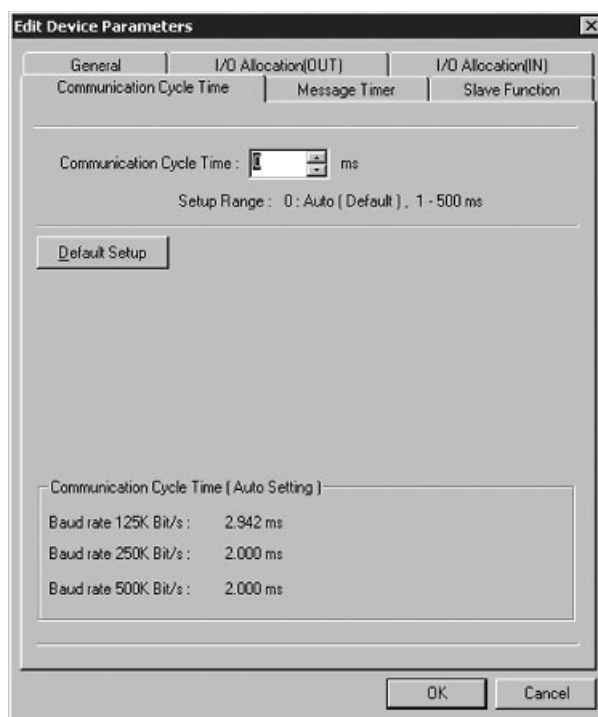 Edit Device Parameters
General I/O Allocation(OUT) I/O Allocation(IN)
Communication Cycle Time Message Timer Slave Function
Communication Cycle Time : 0 ms
Setup Range : 0 : Auto ( Default ) , 1 - 500 ms
Default Setup
Communication Cycle Time ( Auto Setting )
Baud rate 125K Bit/s : 2.942 ms
Baud rate 250K Bit/s : 2.000 ms
Baud rate 500K Bit/s : 2.000 ms
OK Cancel